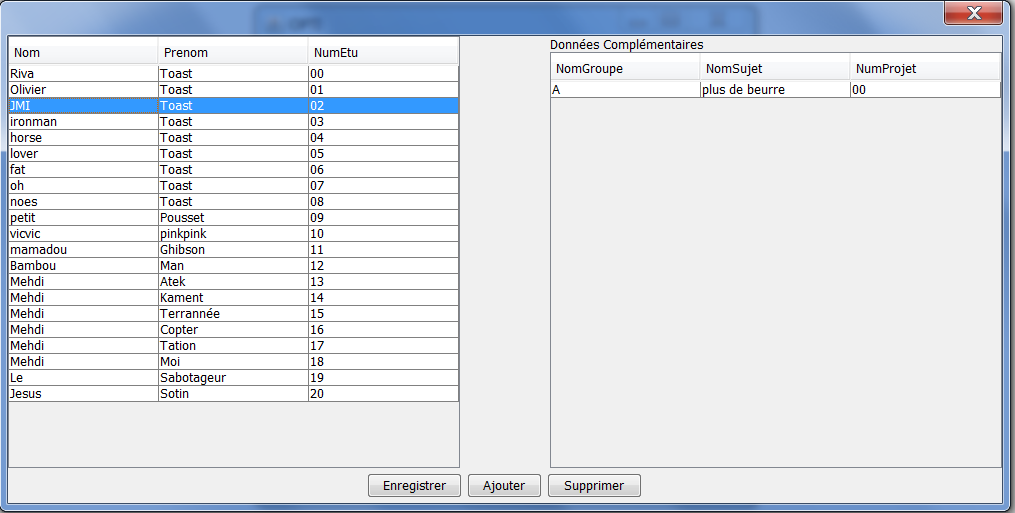 Nom Prenom NumEtu
Riva Toast 00
Olivier Toast 01
JMI Toast 02
ironman Toast 03
horse Toast 04
lover Toast 05
fat Toast 06
oh Toast 07
noes Toast 08
petit Pousset 09
vicvic pinkpink 10
mamadou Ghibson 11
Bambou Man 12
Mehdi Atek 13
Mehdi Kament 14
Mehdi Terrannée 15
Mehdi Copter 16
Mehdi Tation 17
Mehdi Moi 18
Le Sabotageur 19
Jesus Sotin 20
Données Complémentaires
NomGroupe NomSujet NumProjet
A plus de beurre 00
Enregistrer Ajouter Supprimer